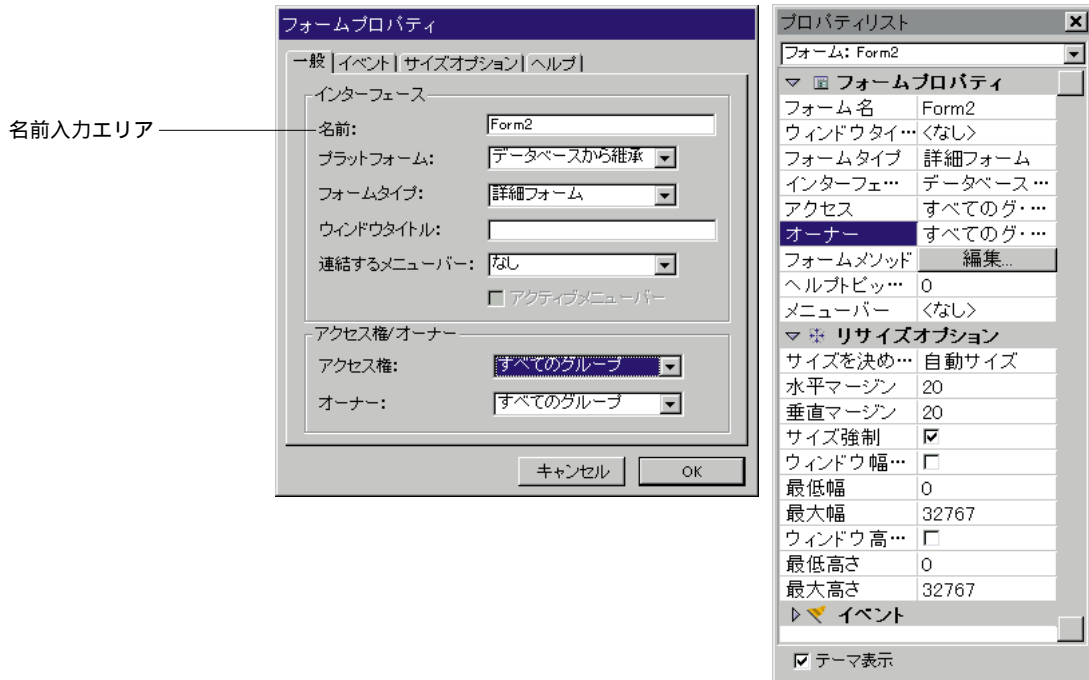 名前入力エリア
フォームプロパティ
一般
イベント
サイズオプション
ヘルプ
インターフェース
名前:
Form2
プラットフォーム:
データベースから継承
フォームタイプ:
詳細フォーム
ウィンドウタイトル:
連結するメニューバー:
なし
アクティブメニューバー
アクセス権/オーナー
アクセス権:
すべてのグループ
オーナー:
すべてのグループ
キャンセル
OK
プロパティリスト
フォーム: Form2
フォームプロパティ
フォーム名 Form2
ウィンドウタイ… <なし>
フォームタイプ 詳細フォーム
インターフェ… データベース…
アクセス すべてのグ・…
オーナー すべてのグ・…
フォームメソッド 編集...
ヘルプトピッ… 0
メニューバー <なし>
リサイズオプション
サイズを決め… 自動サイズ
水平マージン 20
垂直マージン 20
サイズ強制
ウィンドウ幅…
最低幅 0
最大幅 32767
ウィンドウ高…
最低高さ 0
最大高さ 32767
イベント
テーマ表示